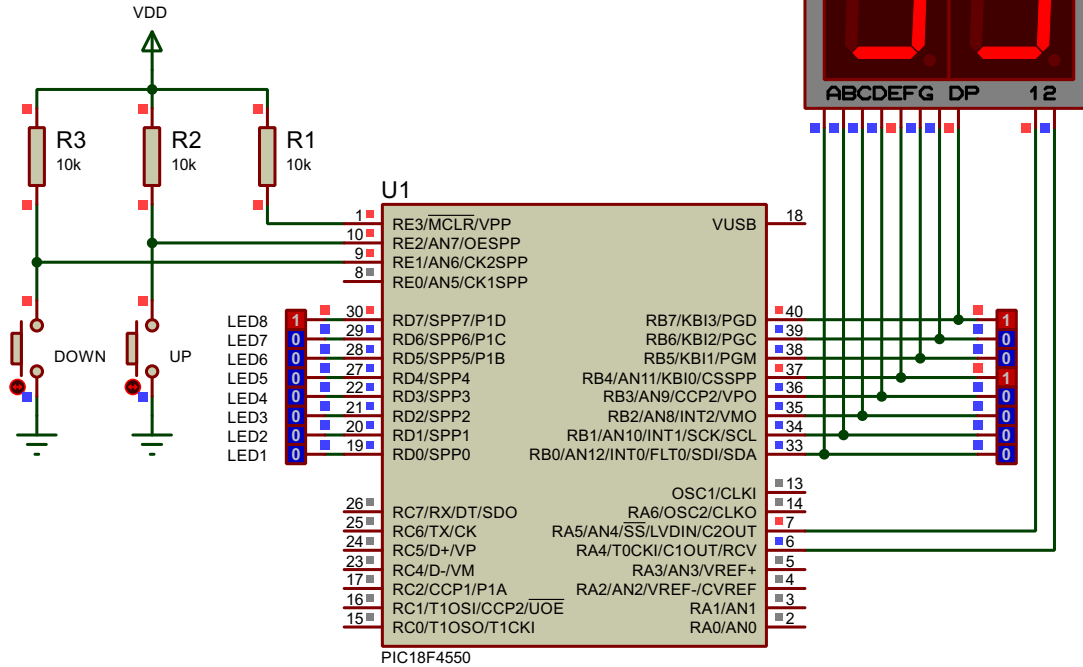 VDD
ABCDEFG DP 12
R3
10k
R2
10k
R1
10k
U1
1 RE3/MCLR/VPP
10 RE2/AN7/OESPP
9 RE1/AN6/CK2SPP
8 RE0/AN5/CK1SPP
VUSB 18
DOWN
UP
LED8 1 30 RD7/SPP7/P1D
LED7 0 29 RD6/SPP6/P1C
LED6 0 28 RD5/SPP5/P1B
LED5 0 27 RD4/SPP4
LED4 0 22 RD3/SPP3
LED3 0 21 RD2/SPP2
LED2 0 20 RD1/SPP1
LED1 0 19 RD0/SPP0
RB7/KBI3/PGD 40 1
RB6/KBI2/PGC 39 0
RB5/KBI1/PGM 38 0
RB4/AN11/KBI0/CSSPP 37 1
RB3/AN9/CCP2/VPO 36 0
RB2/AN8/INT2/VMO 35 0
RB1/AN10/INT1/SCK/SCL 34 0
RB0/AN12/INT0/FLT0/SDI/SDA 33 0
26 RC7/RX/DT/SDO
25 RC6/TX/CK
24 RC5/D+/VP
23 RC4/D-/VM
17 RC2/CCP1/P1A
16 RC1/T1OSI/CCP2/UOE
15 RC0/T1OSO/T1CKI
OSC1/CLKI 13
RA6/OSC2/CLKO 14
RA5/AN4/SS/LVDIN/C2OUT 7
RA4/T0CKI/C1OUT/RCV 6
RA3/AN3/VREF+ 5
RA2/AN2/VREF-/CVREF 4
RA1/AN1 3
RA0/AN0 2
PIC18F4550